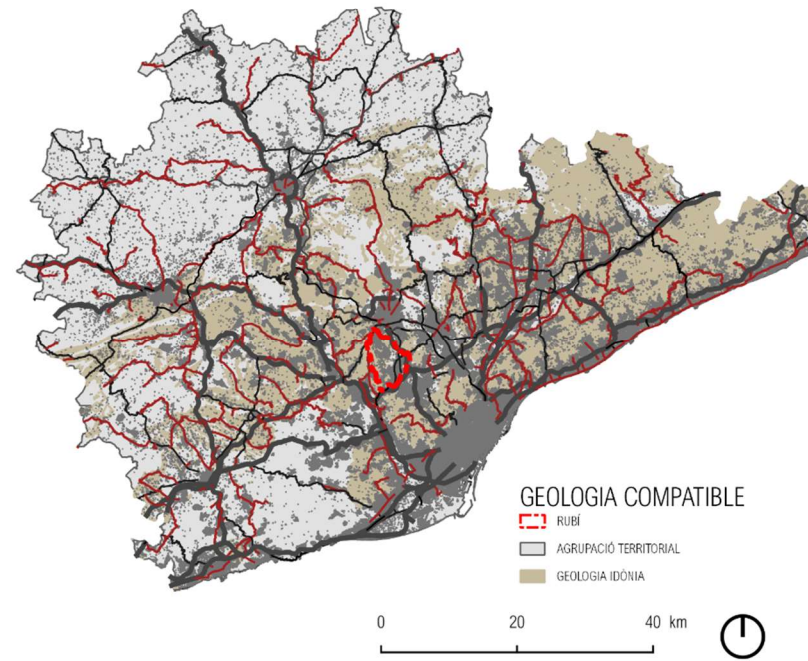 GEOLOGIA COMPATIBLE
RUBÍ
AGRUPACIÓ TERRITORIAL
GEOLOGIA IDÒNIA
0 20 40 km